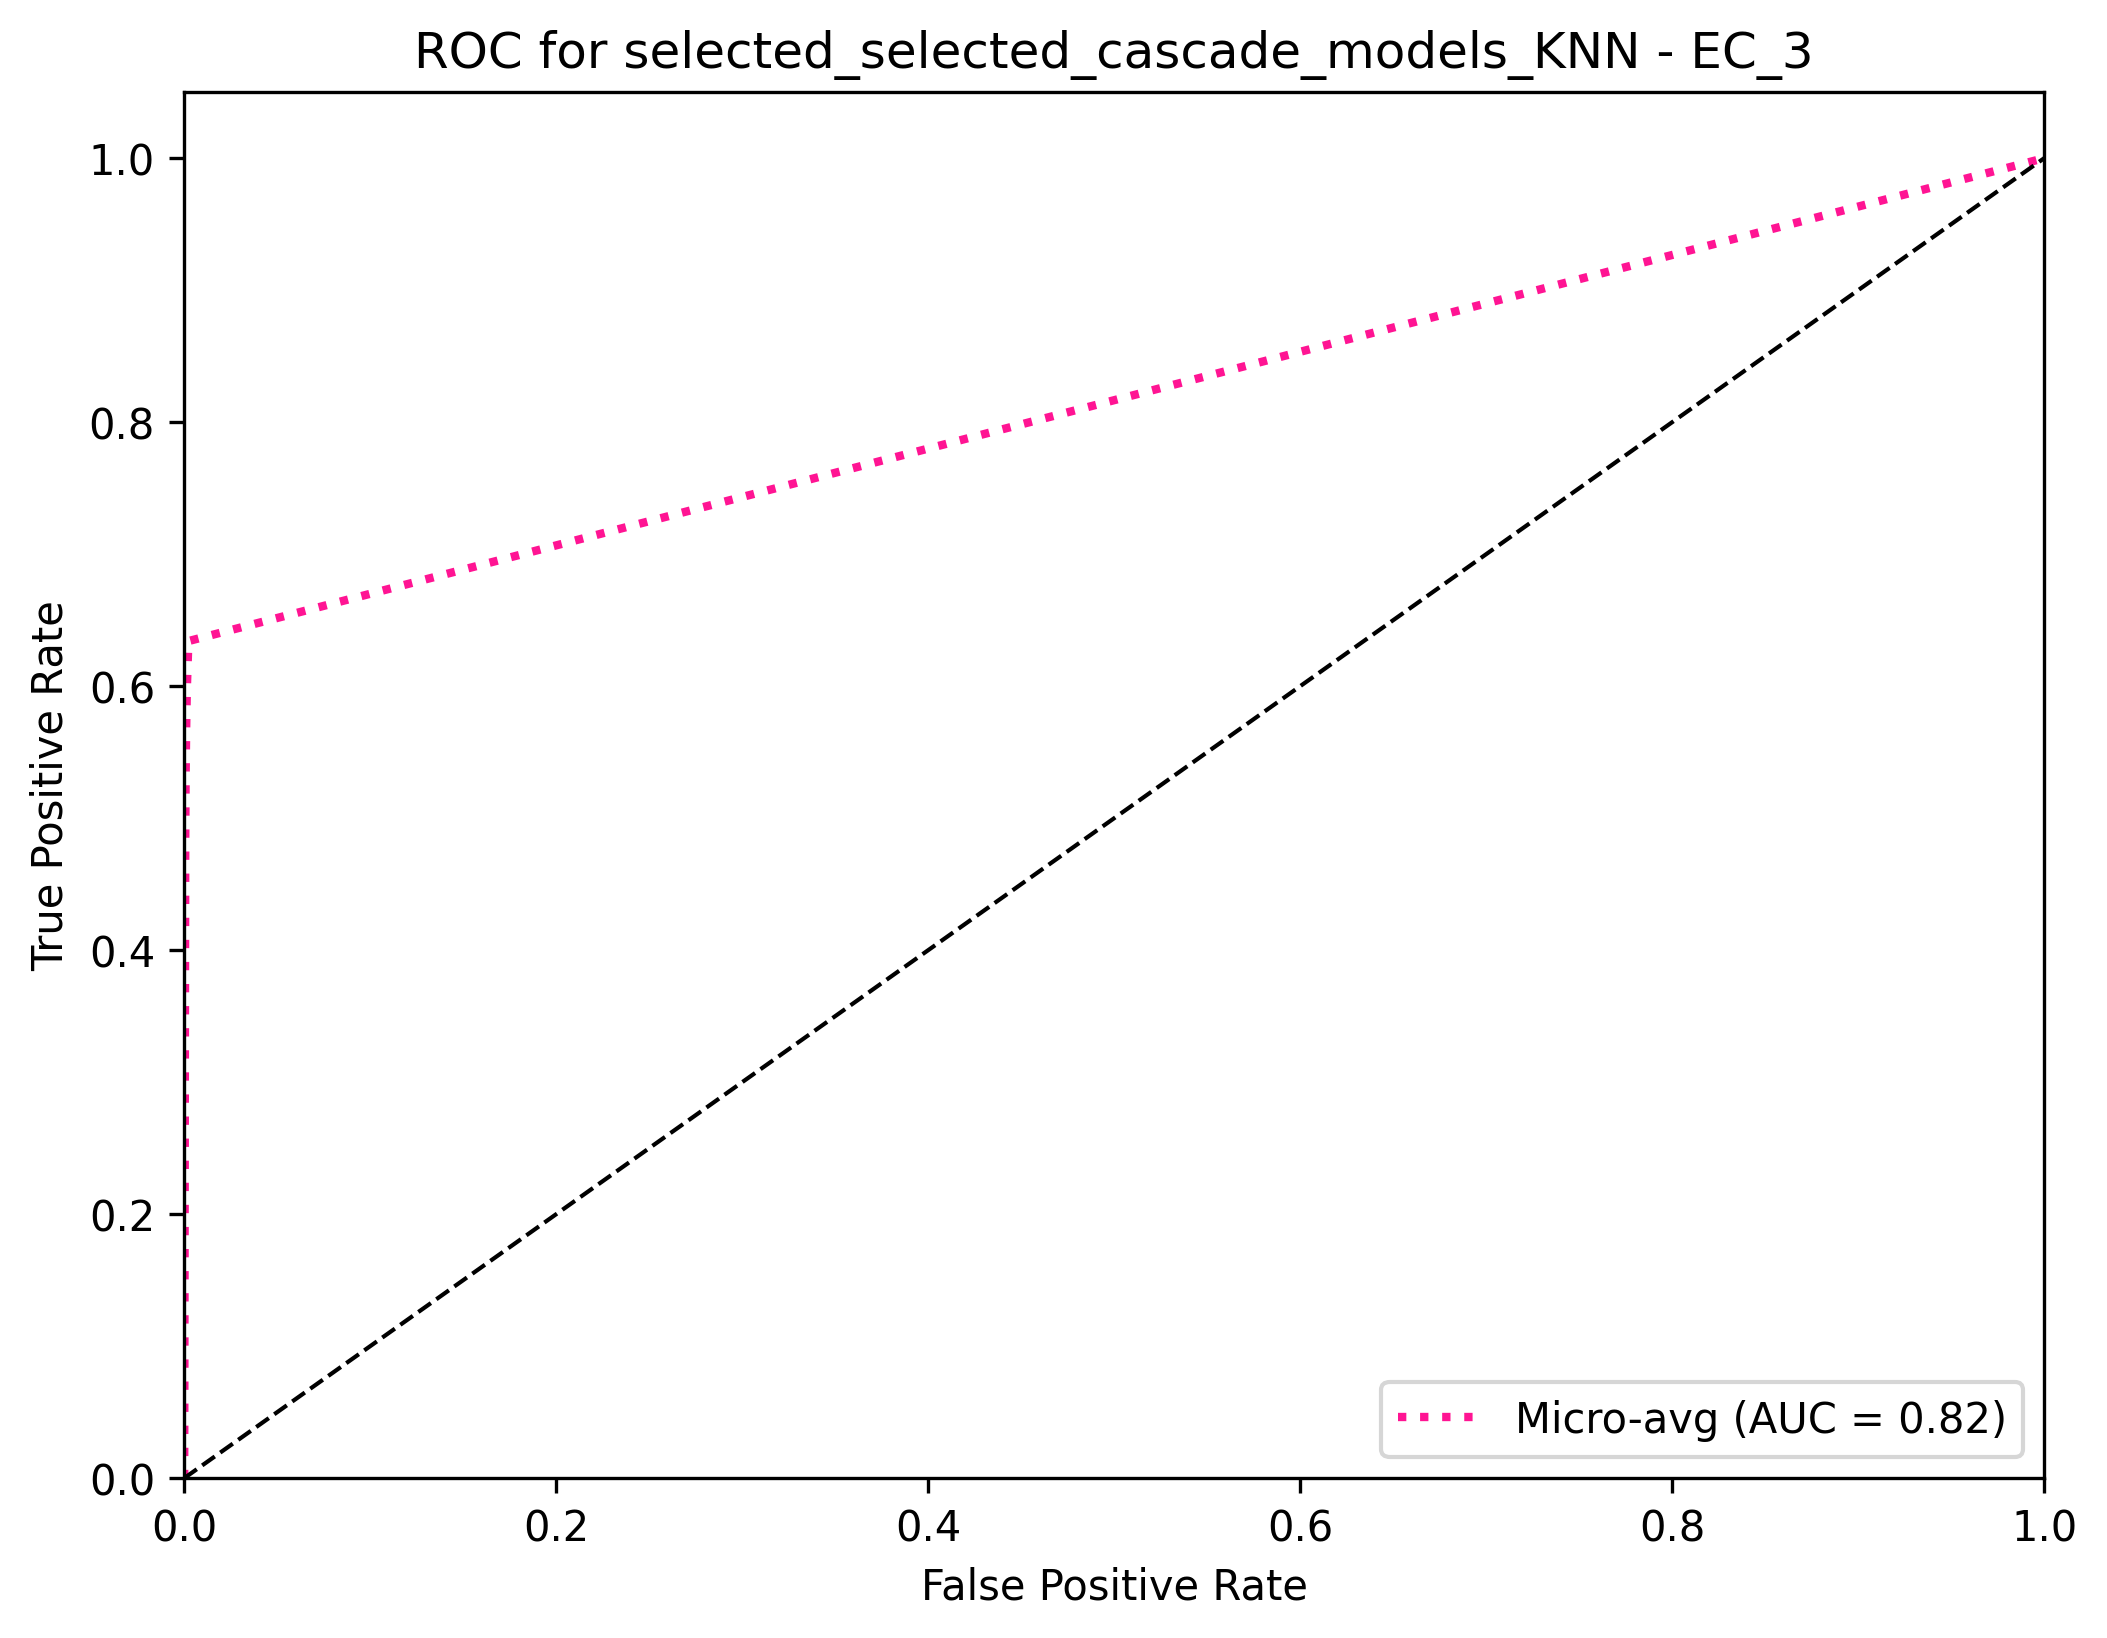 ROC for selected_selected_cascade_models_KNN - EC_3
True Positive Rate
1.0
0.8
0.6
0.4
0.2
0.0
0.0 0.2 0.4 0.6 0.8 1.0
False Positive Rate
Micro-avg (AUC = 0.82)